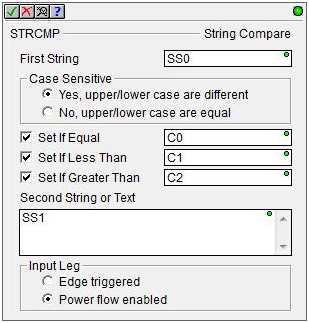 STRCMP String Compare
First String SS0
Case Sensitive
Yes, upper/lower case are different
No, upper/lower case are equal
Set If Equal C0
Set If Less Than C1
Set If Greater Than C2
Second String or Text
SS1
Input Leg
Edge triggered
Power flow enabled